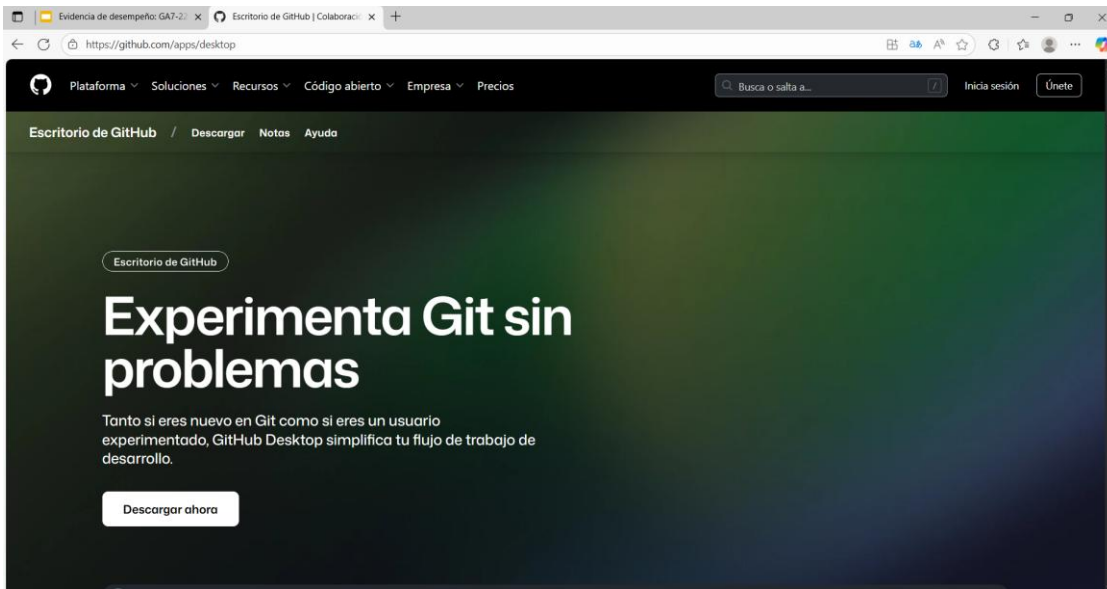 Evidencia de desempeño: GA7-22
Escritorio de GitHub | Colaboraci
https://github.com/apps/desktop
Plataforma Soluciones Recursos Código abierto Empresa Precios Busca o salta a... / Inicia sesión Únete
Escritorio de GitHub / Descargar Notas Ayuda
Escritorio de GitHub
Experimenta Git sin
problemas
Tanto si eres nuevo en Git como si eres un usuario
experimentado, GitHub Desktop simplifica tu flujo de trabajo de
desarrollo.
Descargar ahora